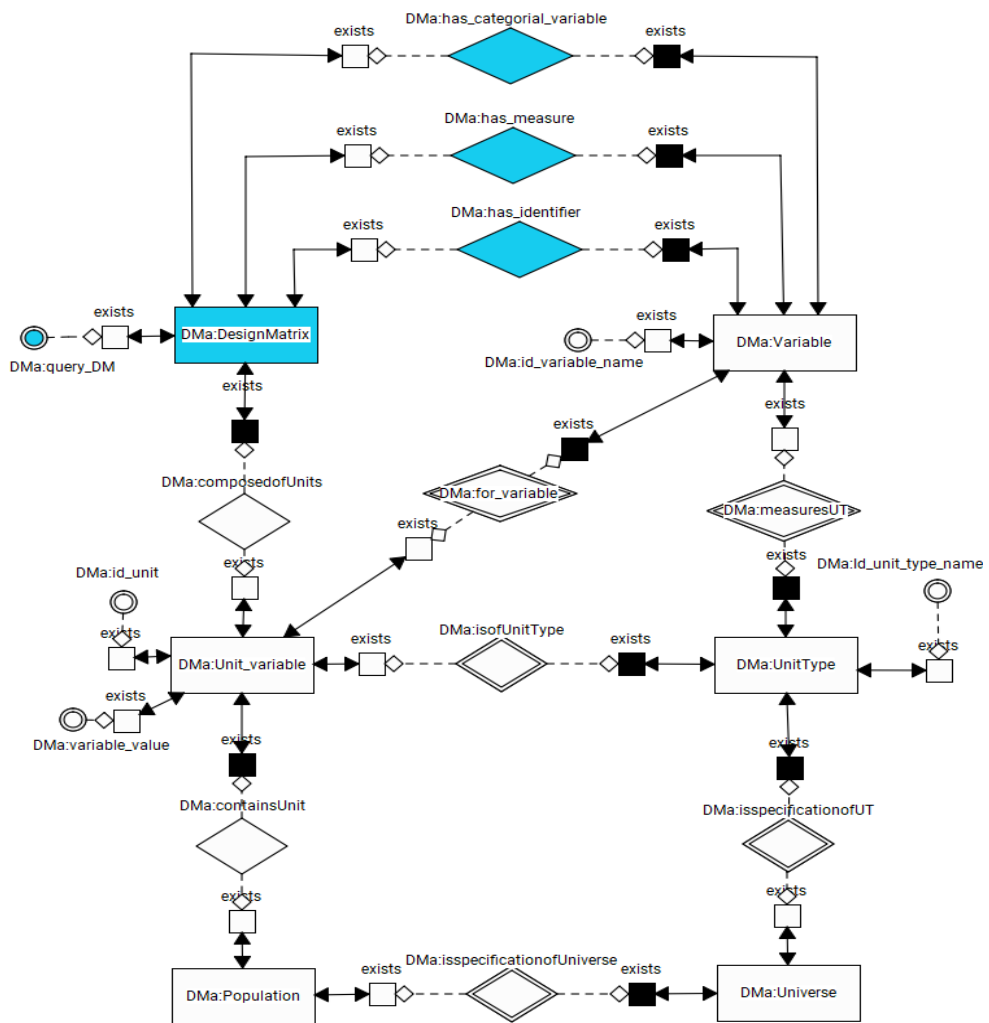 DMa:has_categorial_variable
exists
exists
DMa:has_measure
exists
exists
DMa:has_identifier
exists
exists
exists
DMa:DesignMatrix
DMa:query_DM
exists
DMa:Variable
DMa:id_variable_name
exists
exists
exists
DMa:composedofUnits
DMa:for_variable
DMa:measuresUT
exists
exists
exists
DMa:id_unit
DMa:Id_unit_type_name
exists
exists
DMa:isofUnitType
exists
exists
exists
DMa:Unit_variable
DMa:UnitType
exists
DMa:variable_value
exists
exists
DMa:containsUnit
DMa:isspecificationofUT
exists
exists
DMa:isspecificationofUniverse
exists
exists
DMa:Population
DMa:Universe